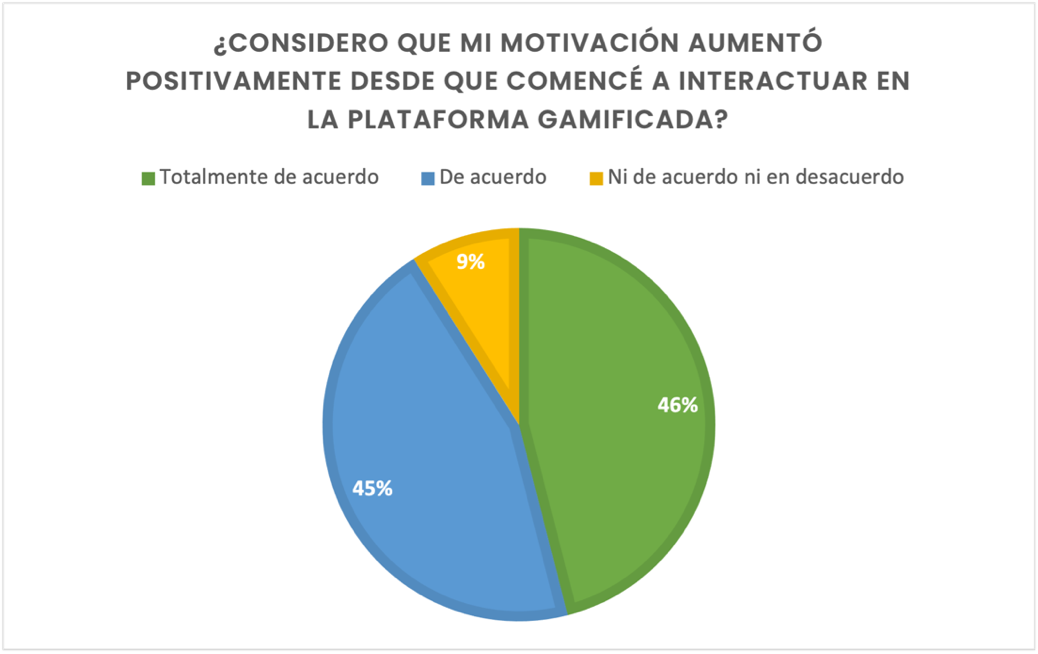 ¿CONSIDERO QUE MI MOTIVACIÓN AUMENTÓ
POSITIVAMENTE DESDE QUE COMENCÉ A INTERACTUAR EN
LA PLATAFORMA GAMIFICADA?
Totalmente de acuerdo De acuerdo Ni de acuerdo ni en desacuerdo
9%
46%
45%